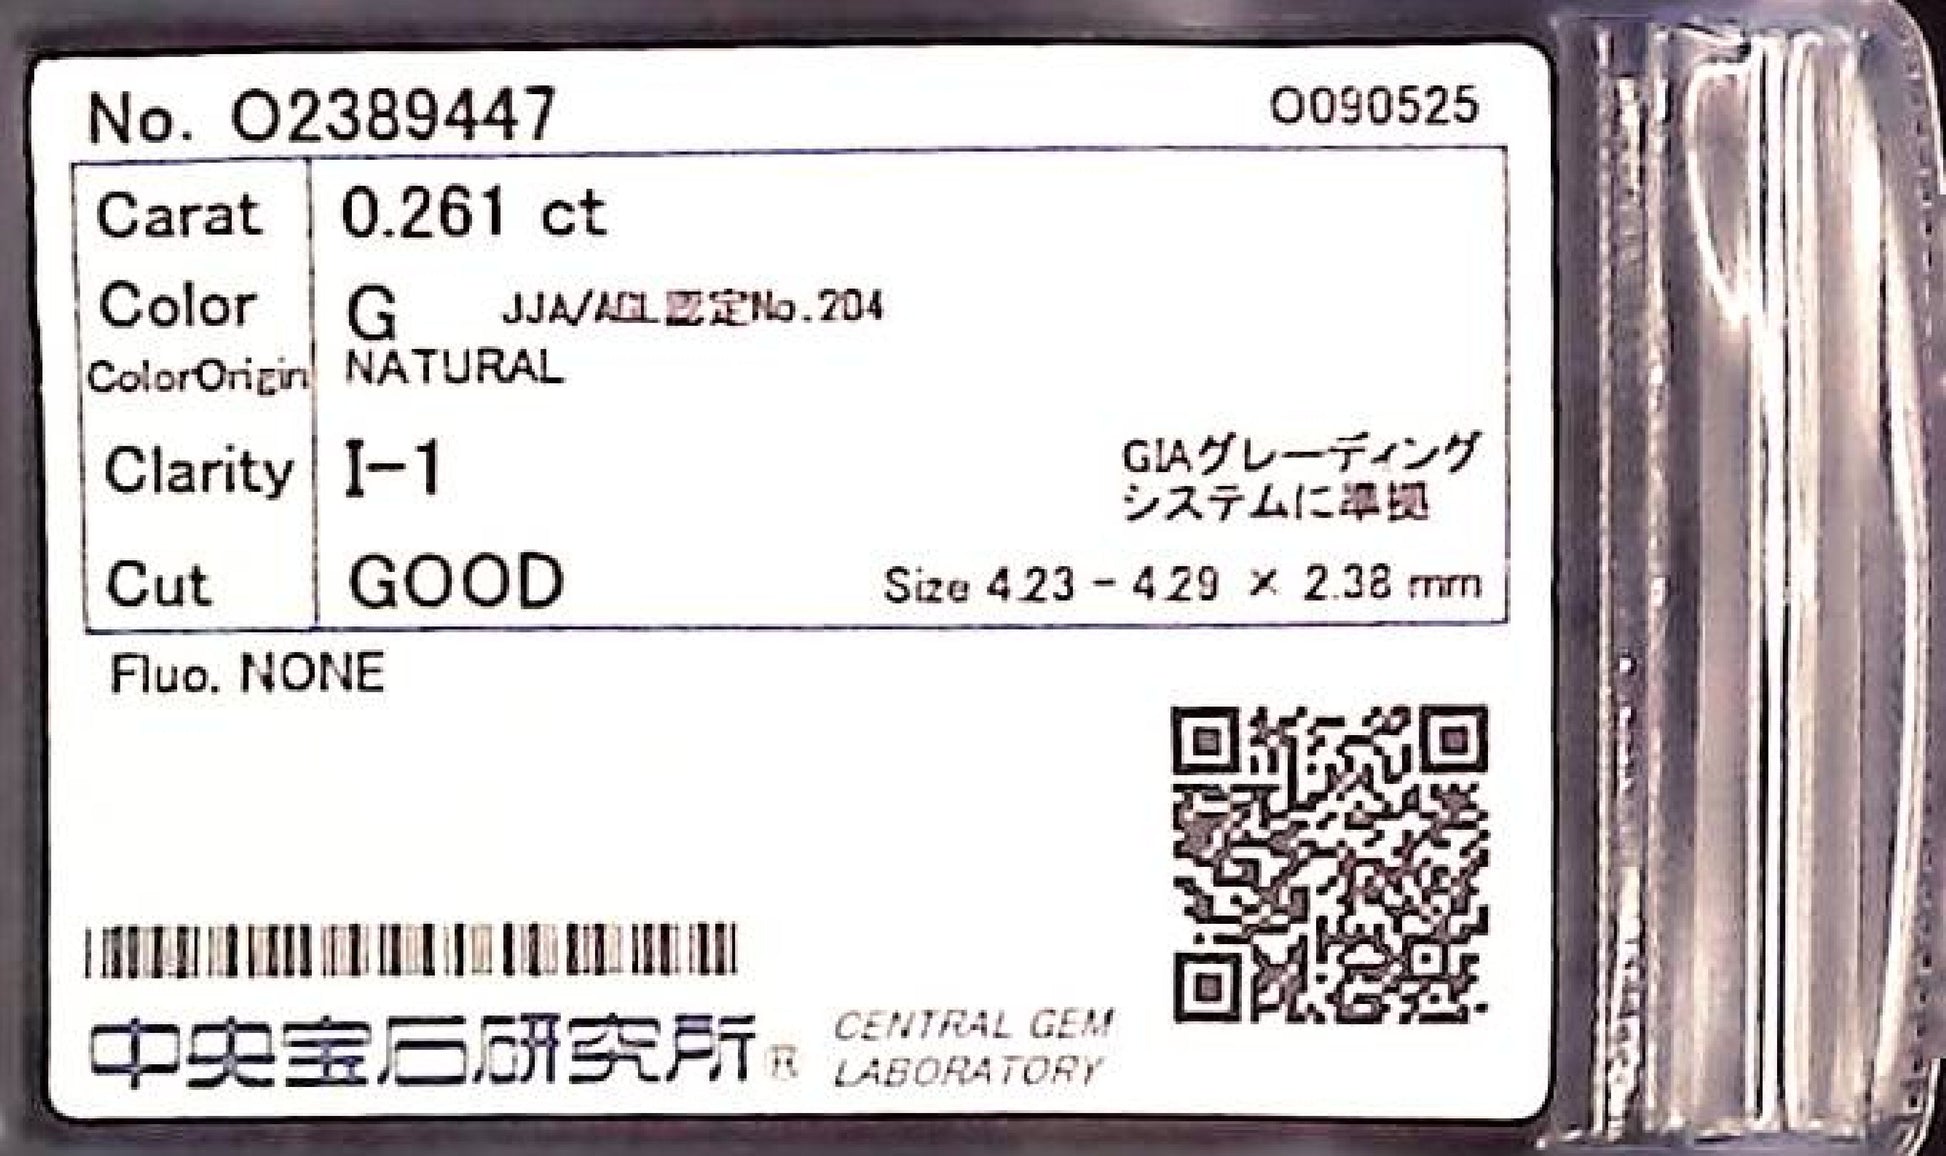 No. O2389447 O090525
Carat 0.261 ct
Color G JJA/AGL認定No.204
ColorOrigin NATURAL
Clarity I-1
GIAグレーディング
システムに準拠
Cut GOOD Size 4.23 - 4.29 × 2.38 mm
Fluo. NONE
中央宝石研究所® CENTRAL GEM
LABORATORY